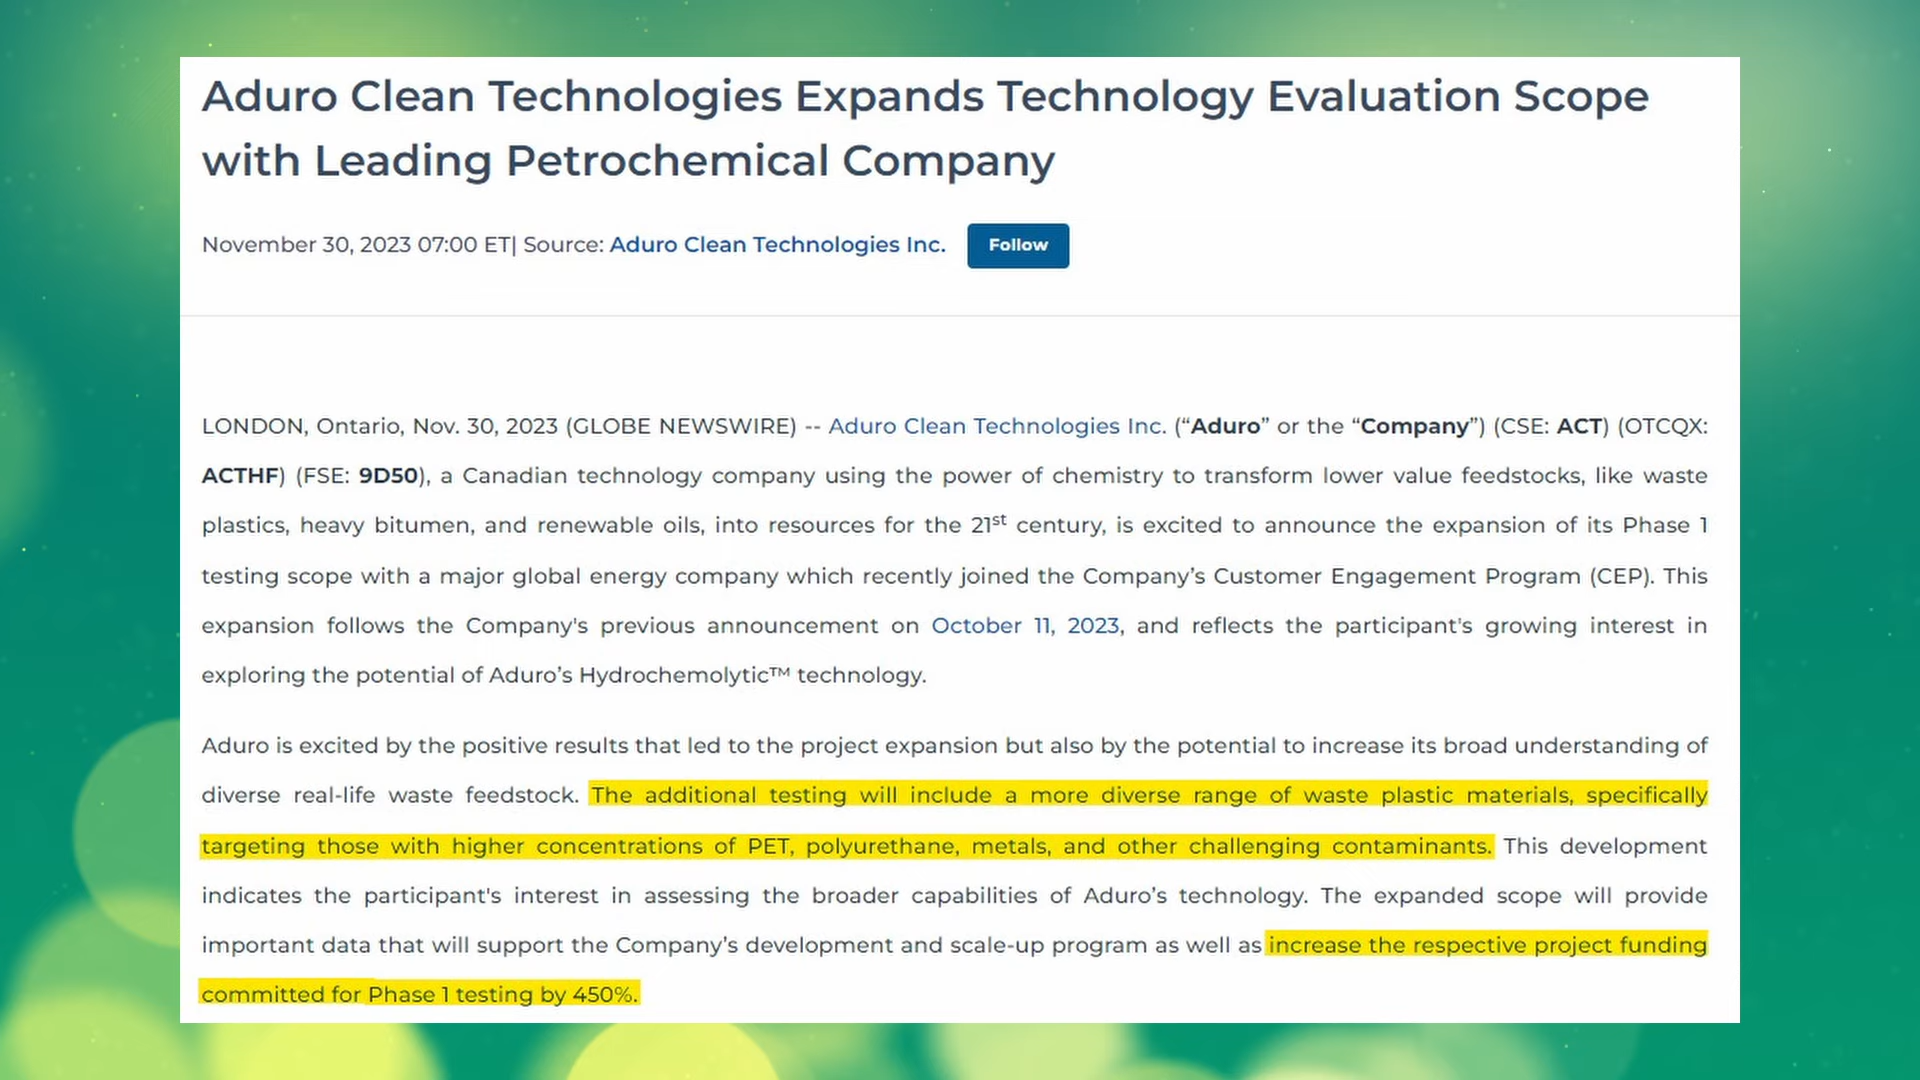 Aduro Clean Technologies Expands Technology Evaluation Scope
with Leading Petrochemical Company
November 30, 2023 07:00 ET| Source: Aduro Clean Technologies Inc. Follow
LONDON, Ontario, Nov. 30, 2023 (GLOBE NEWSWIRE) -- Aduro Clean Technologies Inc. (“Aduro” or the “Company”) (CSE: ACT) (OTCQX:
ACTHF) (FSE: 9D50), a Canadian technology company using the power of chemistry to transform lower value feedstocks, like waste
plastics, heavy bitumen, and renewable oils, into resources for the 21st century, is excited to announce the expansion of its Phase 1
testing scope with a major global energy company which recently joined the Company’s Customer Engagement Program (CEP). This
expansion follows the Company's previous announcement on October 11, 2023, and reflects the participant's growing interest in
exploring the potential of Aduro’s Hydrochemolytic™ technology.
Aduro is excited by the positive results that led to the project expansion but also by the potential to increase its broad understanding of
diverse real-life waste feedstock. The additional testing will include a more diverse range of waste plastic materials, specifically
targeting those with higher concentrations of PET, polyurethane, metals, and other challenging contaminants. This development
indicates the participant's interest in assessing the broader capabilities of Aduro’s technology. The expanded scope will provide
important data that will support the Company’s development and scale-up program as well as increase the respective project funding
committed for Phase 1 testing by 450%.